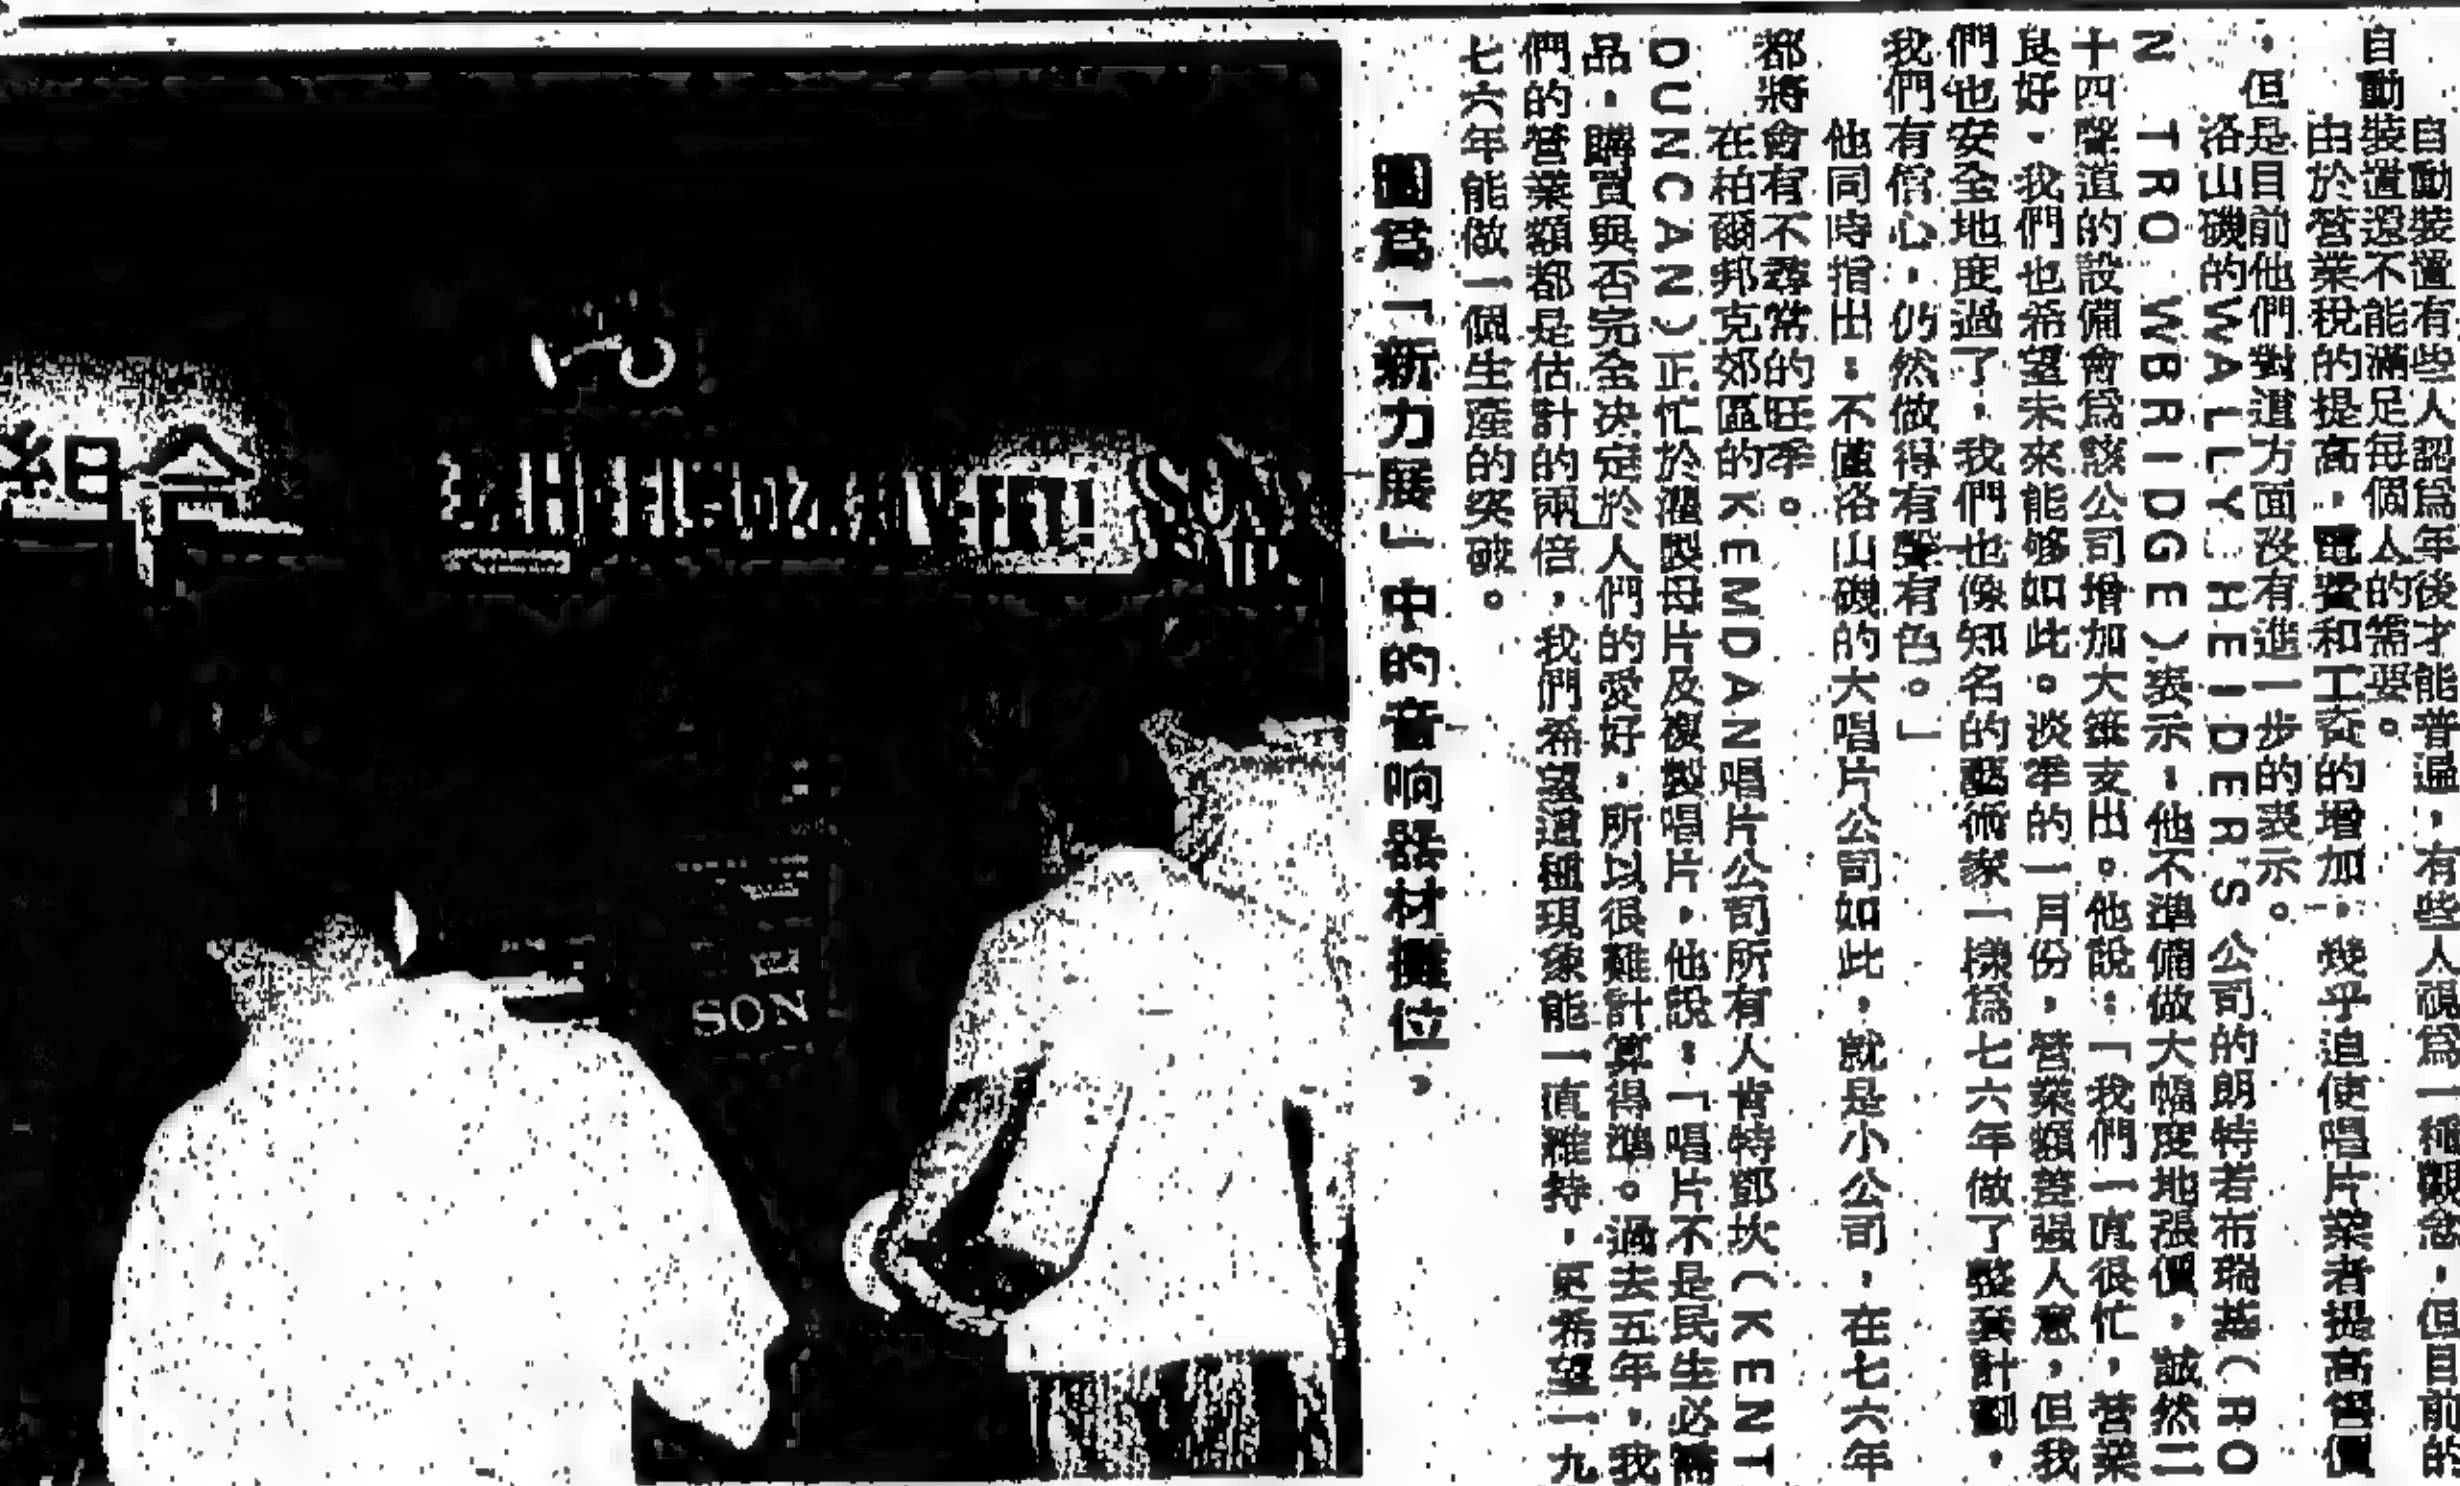 自動裝置有些人認爲年後才能普遍，有些人視爲一種觀念，但目前的
自動裝置還不能滿足每個人的需要。
由於營業稅的提高，電費和工資的增加，幾乎迫使唱片業者提高售價
，但是目前他們對這方面沒有進一步的表示。
洛山磯的WALLY HEIDER'S公司的朗特若布瑞基（RO
N TRO WBRIDGE）表示，他不準備做大幅度地漲價，誠然二
十四聲道的設備會爲該公司增加大筆支出。他說：「我們一直很忙，營業
良好，我們也希望未來能够如此。淡準的一月份，營業額差强人意，但我
們也安全地度過了，我們也像知名的藝術家一樣爲七六年做了整套計劃，
我們有信心，仍然做得有聲有色。」
他同時指出：不僅洛山磯的大唱片公司如此，就是小公司，在七六年
都將會有不尋常的旺季。
在柏爾邦克郊區的KEMDAN唱片公司所有人肯特鄧坎（KENT
DUNCAN）正忙於灌製母片及複製唱片，他說：「唱片不是民生必需
品，購買與否完全决定於人們的愛好，所以很難計算得準。過去五年，我
們的營業額都是估計的兩倍，我們希望這種現象能一直維持，更希望一九
七六年能做一個生產的突破。
圖爲「新力展」中的音响器材攤位，
組合
SONY
SON